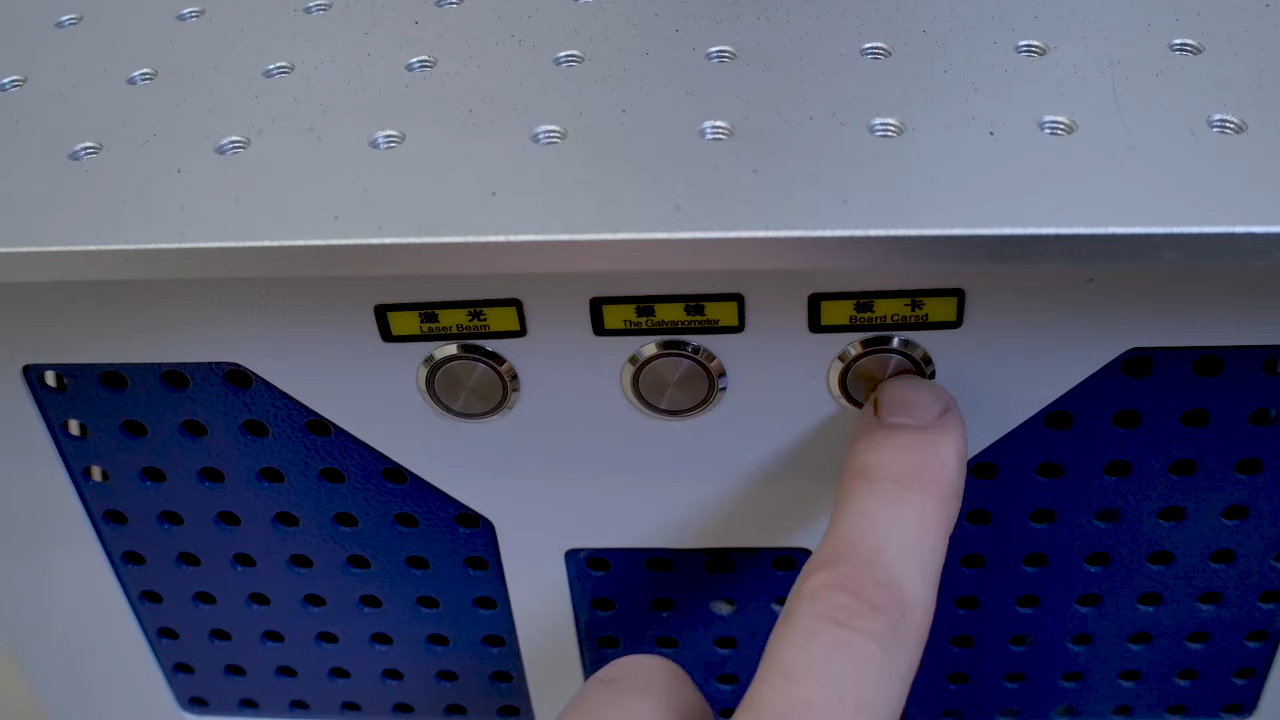 激 光
Laser Beam
振 镜
The Galvanometer
板 卡
Board Carsd